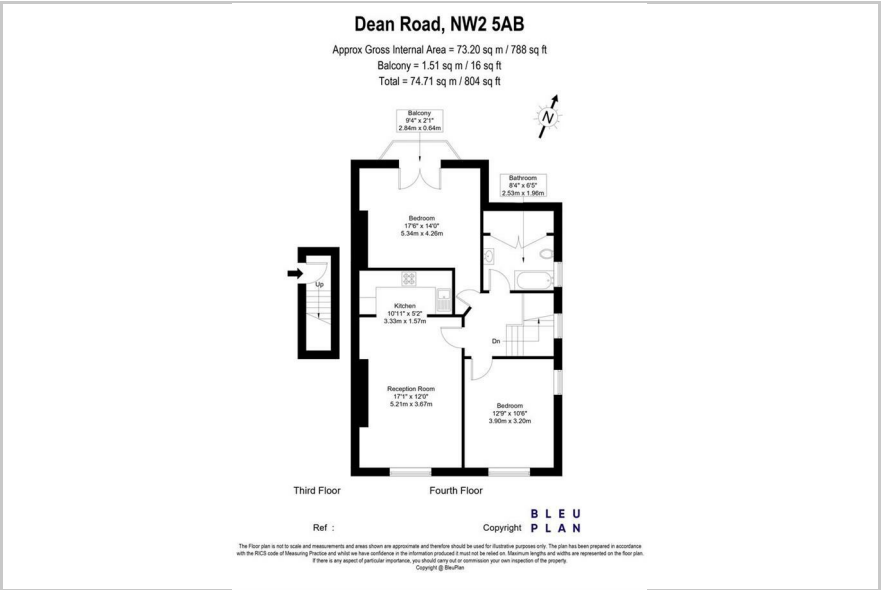 Dean Road, NW2 5AB
Approx Gross Internal Area = 73.20 sq m / 788 sq ft
Balcony = 1.51 sq m / 16 sq ft
Total = 74.71 sq m / 804 sq ft
Balcony
9'4" x 2'1"
2.84m x 0.64m
N
Bathroom
8'4" x 6'5"
2.53m x 1.96m
Bedroom
17'6" x 14'0"
5.34m x 4.26m
Up
Kitchen
10'11" x 5'2"
3.33m x 1.57m
Dn
Reception Room
17'1" x 12'0"
5.21m x 3.67m
Bedroom
12'9" x 10'6"
3.90m x 3.20m
Third Floor
Fourth Floor
Ref :
Copyright
BLEU
PLAN
The Floor plan is not to scale and measurements and areas shown are approximate and therefore should be used for illustrative purposes only. The plan has been prepared in accordance
with the RICS code of Measuring Practice and whilst we have confidence in the information produced it must not be relied on. Maximum lengths and widths are represented on the floor plan.
If there is any aspect of particular importance, you should carry out or commission your own inspection of the property.
Copyright @ BleuPlan